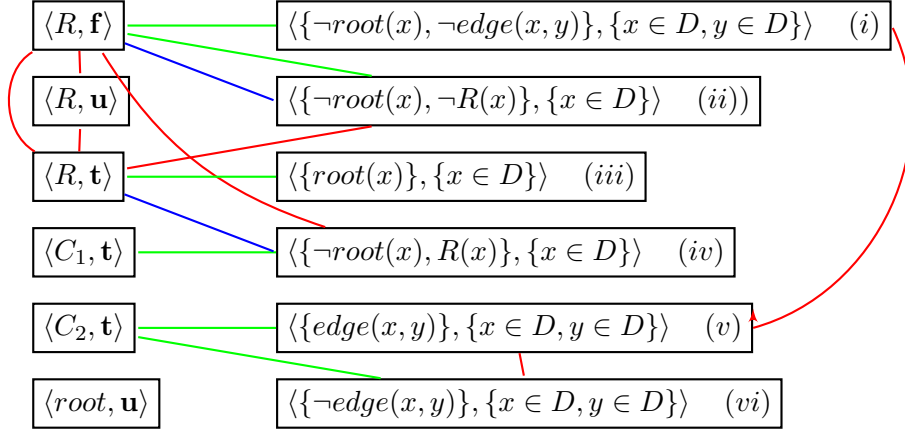 ⟨R, f⟩ ⟨{¬root(x), ¬edge(x, y)}, {x ∈ D, y ∈ D}⟩ (i)
⟨R, u⟩ ⟨{¬root(x), ¬R(x)}, {x ∈ D}⟩ (ii))
⟨R, t⟩ ⟨{root(x)}, {x ∈ D}⟩ (iii)
⟨C₁, t⟩ ⟨{¬root(x), R(x)}, {x ∈ D}⟩ (iv)
⟨C₂, t⟩ ⟨{edge(x, y)}, {x ∈ D, y ∈ D}⟩ (v)
⟨root, u⟩ ⟨{¬edge(x, y)}, {x ∈ D, y ∈ D}⟩ (vi)